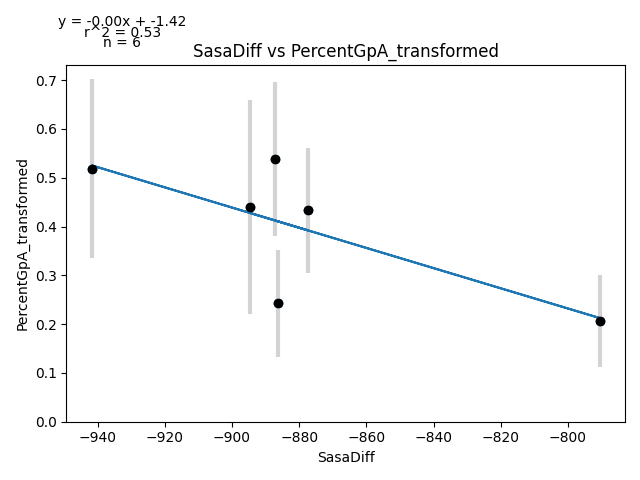 y = -0.00x + -1.42
r^2 = 0.53
n = 6
SasaDiff vs PercentGpA_transformed
0.7
0.6
0.5
0.4
0.3
0.2
0.1
0.0
PercentGpA_transformed
−940 −920 −900 −880 −860 −840 −820 −800
SasaDiff